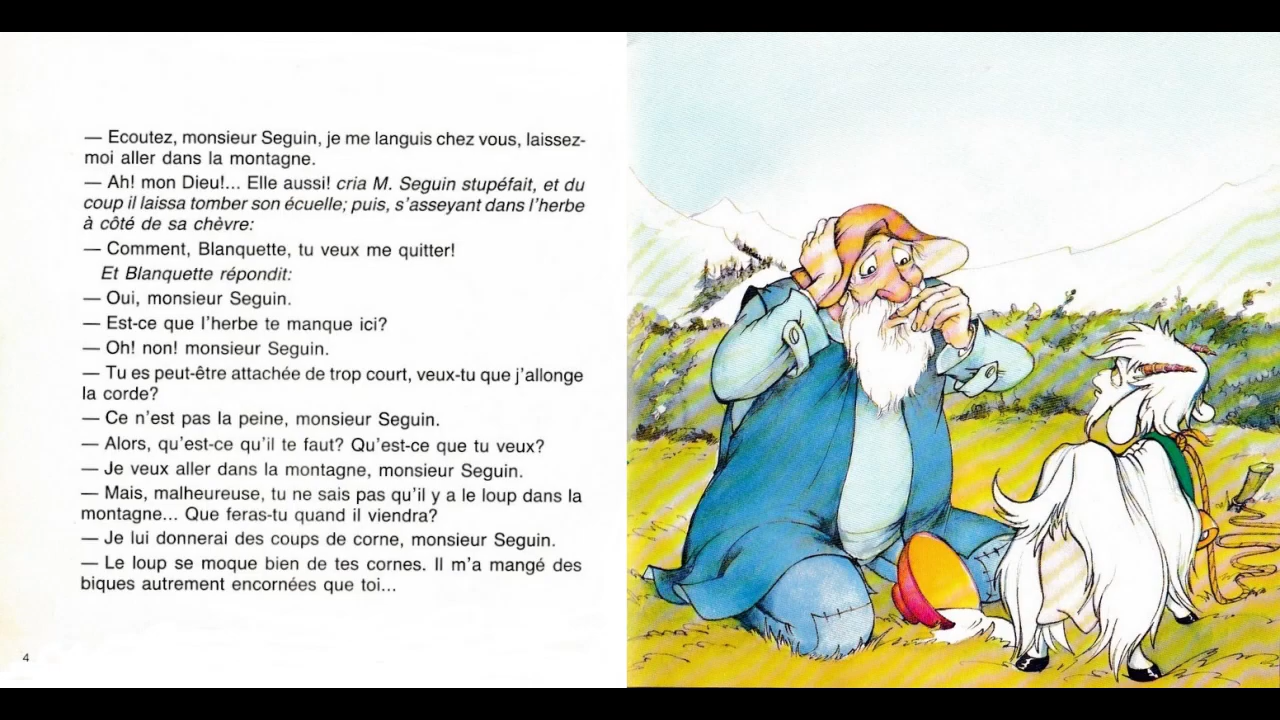 — Ecoutez, monsieur Seguin, je me languis chez vous, laissez-
moi aller dans la montagne.
— Ah! mon Dieu!... Elle aussi! cria M. Seguin stupéfait, et du
coup il laissa tomber son écuelle; puis, s'asseyant dans l'herbe
à côté de sa chèvre:
— Comment, Blanquette, tu veux me quitter!
Et Blanquette répondit:
— Oui, monsieur Seguin.
— Est-ce que l'herbe te manque ici?
— Oh! non! monsieur Seguin.
— Tu es peut-être attachée de trop court, veux-tu que j'allonge
la corde?
— Ce n'est pas la peine, monsieur Seguin.
— Alors, qu'est-ce qu'il te faut? Qu'est-ce que tu veux?
— Je veux aller dans la montagne, monsieur Seguin.
— Mais, malheureuse, tu ne sais pas qu'il y a le loup dans la
montagne... Que feras-tu quand il viendra?
— Je lui donnerai des coups de corne, monsieur Seguin.
— Le loup se moque bien de tes cornes. Il m'a mangé des
biques autrement encornées que toi...
4